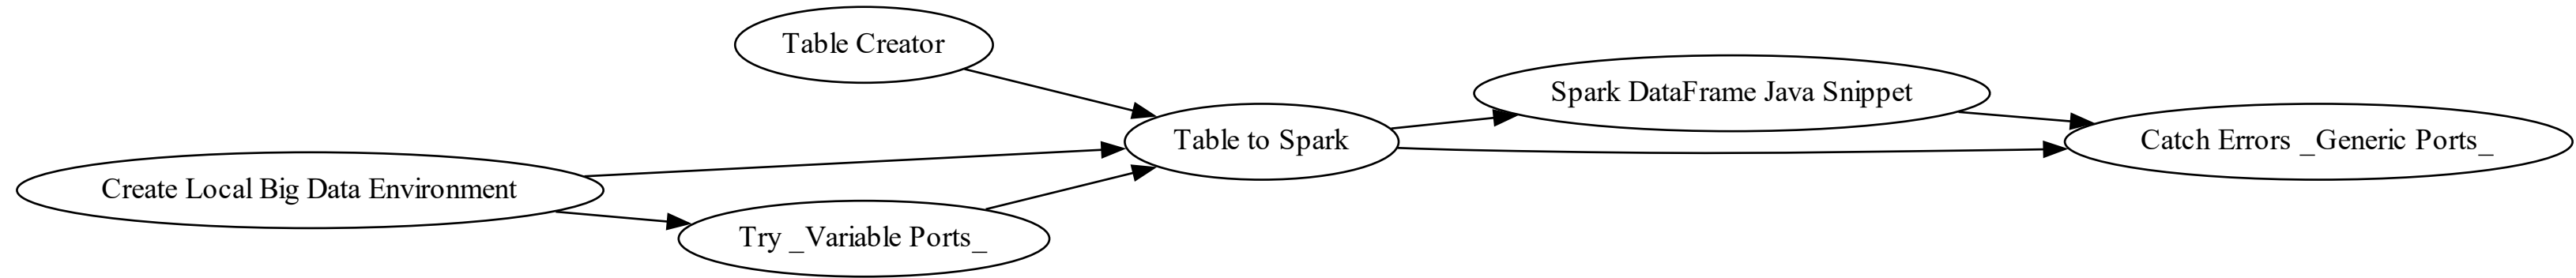 Table Creator
Spark DataFrame Java Snippet
Table to Spark
Catch Errors _Generic Ports_
Create Local Big Data Environment
Try _Variable Ports_